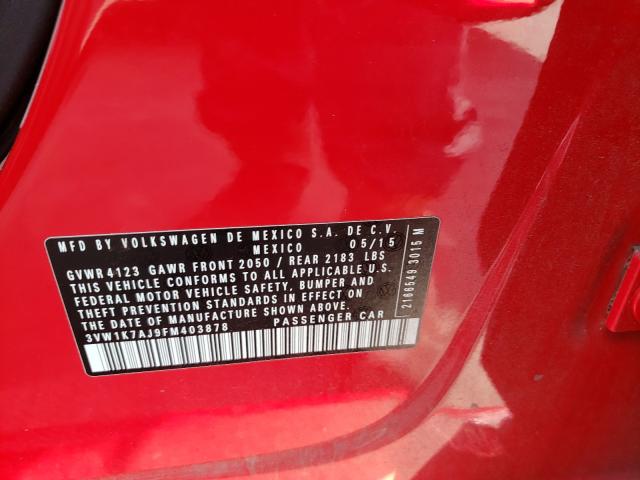 MFD BY VOLKSWAGEN DE MEXICO S.A. DE C.V.
MEXICO 05/15
GVWR 4123 GAWR FRONT 2050 / REAR 2183 LBS
THIS VEHICLE CONFORMS TO ALL APPLICABLE U.S.
FEDERAL MOTOR VEHICLE SAFETY, BUMPER AND
THEFT PREVENTION STANDARDS IN EFFECT ON
THE DATE OF MANUFACTURE SHOWN ABOVE.
3VW1K7AJ9FM403878 PASSENGER CAR
2166549 3015 M